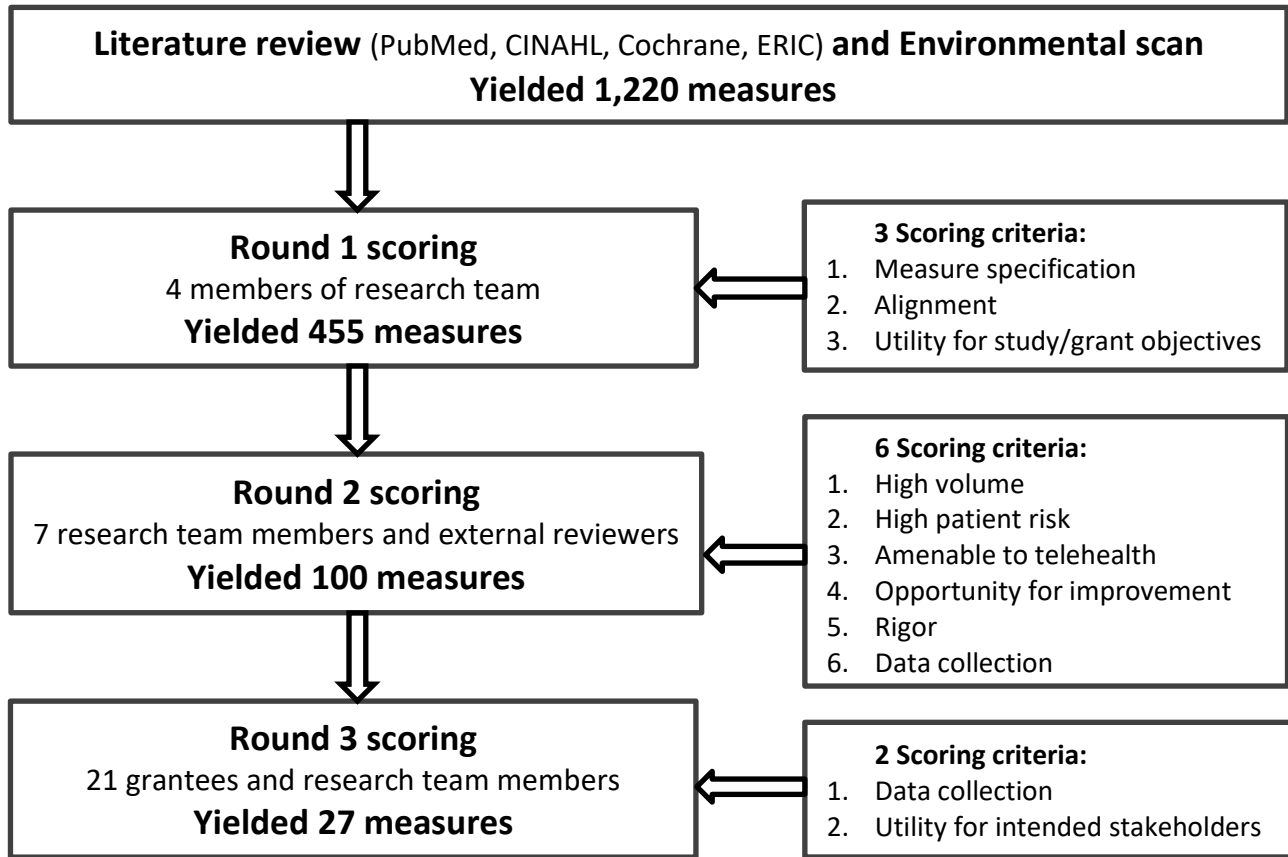 Literature review (PubMed, CINAHL, Cochrane, ERIC) and Environmental scan
Yielded 1,220 measures
Round 1 scoring
4 members of research team
Yielded 455 measures
3 Scoring criteria:
1. Measure specification
2. Alignment
3. Utility for study/grant objectives
Round 2 scoring
7 research team members and external reviewers
Yielded 100 measures
6 Scoring criteria:
1. High volume
2. High patient risk
3. Amenable to telehealth
4. Opportunity for improvement
5. Rigor
6. Data collection
Round 3 scoring
21 grantees and research team members
Yielded 27 measures
2 Scoring criteria:
1. Data collection
2. Utility for intended stakeholders